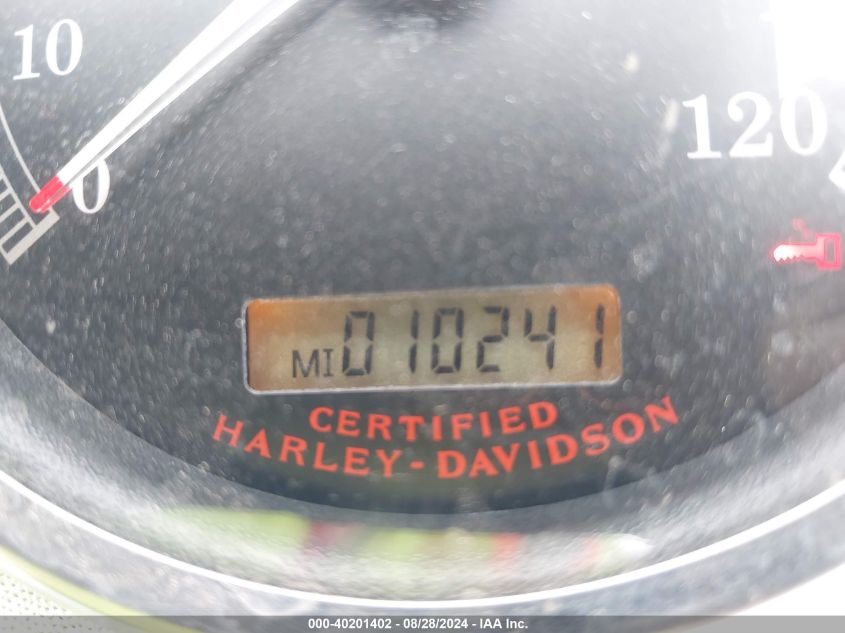 10
0
120
MI 010241
CERTIFIED
HARLEY-DAVIDSON
000-40201402 - 08/28/2024 - IAA Inc.